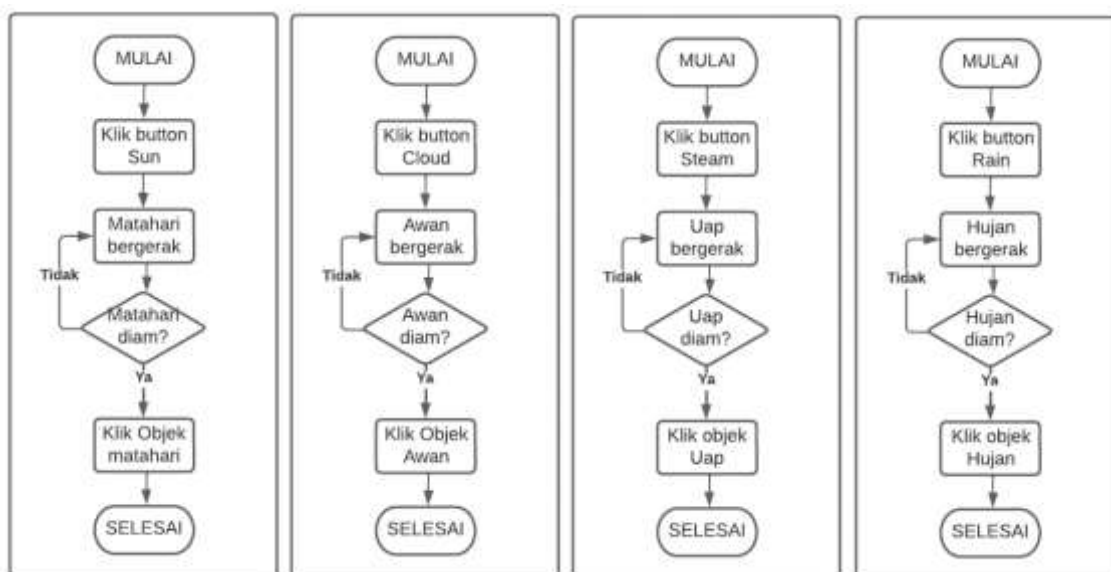 MULAI
Klik button
Sun
Matahari
bergerak
Tidak
Matahari
diam?
Ya
Klik Objek
matahari
SELESAI
MULAI
Klik button
Cloud
Awan
bergerak
Tidak
Awan
diam?
Ya
Klik Objek
Awan
SELESAI
MULAI
Klik button
Steam
Uap
bergerak
Tidak
Uap
diam?
Ya
Klik objek
Uap
SELESAI
MULAI
Klik button
Rain
Hujan
bergerak
Tidak
Hujan
diam?
Ya
Klik objek
Hujan
SELESAI